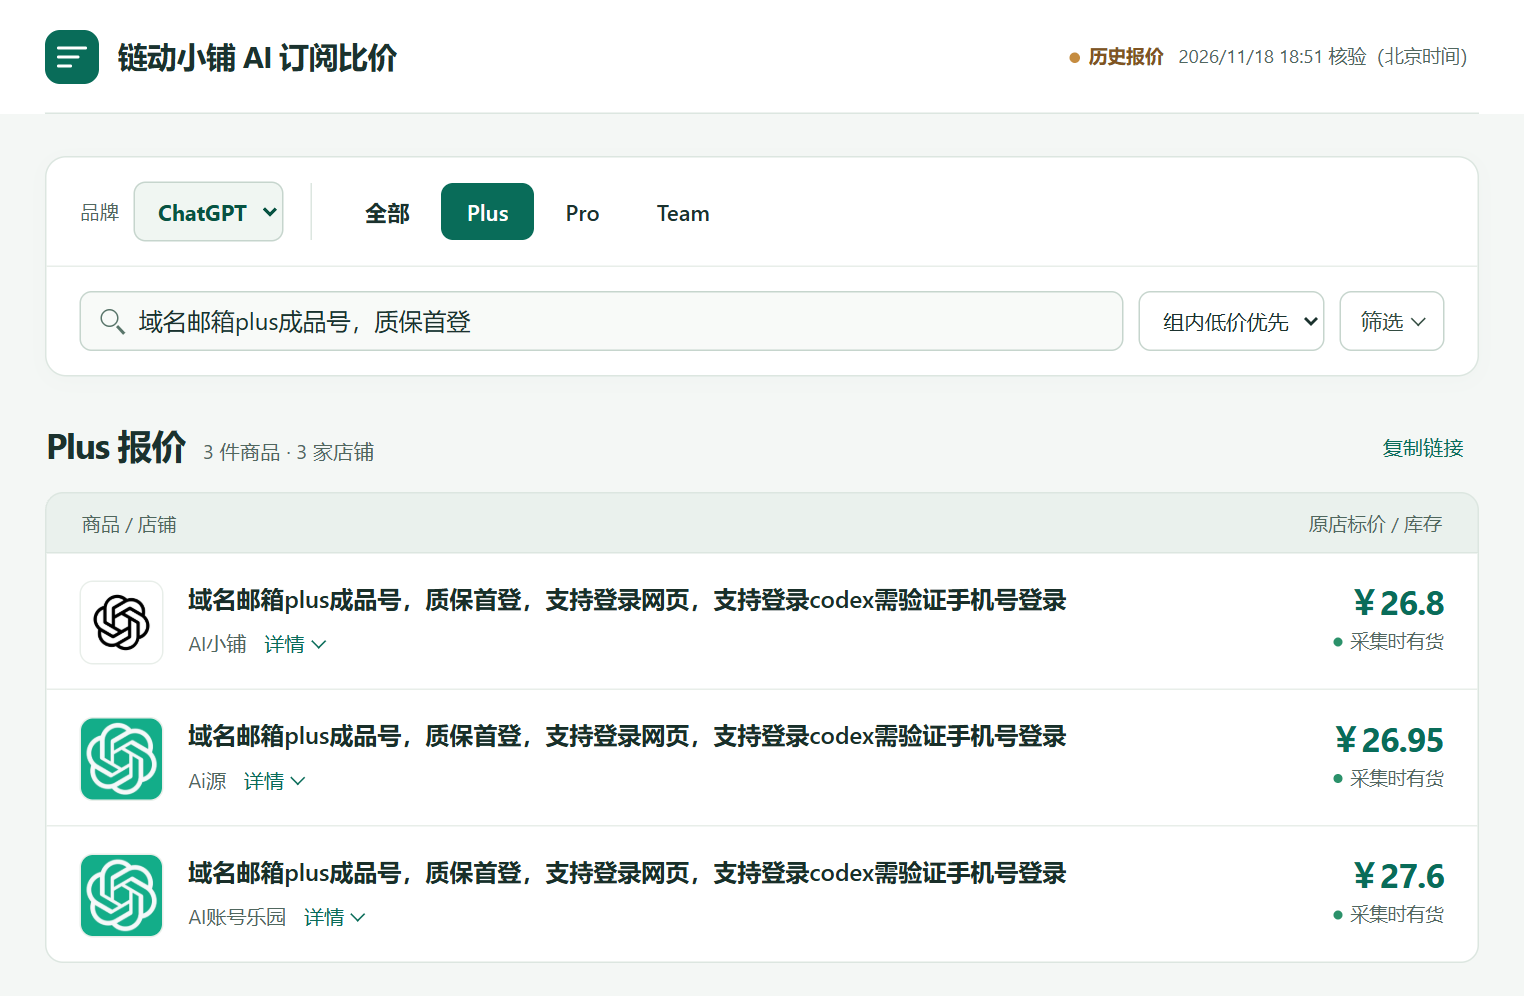 链动小铺 AI 订阅比价
历史报价 2026/11/18 18:51 核验（北京时间）
品牌 ChatGPT 全部 Plus Pro Team
域名邮箱plus成品号，质保首登 组内低价优先 筛选
Plus 报价 3 件商品 · 3 家店铺 复制链接
商品 / 店铺 原店标价 / 库存
域名邮箱plus成品号，质保首登，支持登录网页，支持登录codex需验证手机号登录 ¥26.8
AI小铺 详情 采集时有货
域名邮箱plus成品号，质保首登，支持登录网页，支持登录codex需验证手机号登录 ¥26.95
Ai源 详情 采集时有货
域名邮箱plus成品号，质保首登，支持登录网页，支持登录codex需验证手机号登录 ¥27.6
AI账号乐园 详情 采集时有货